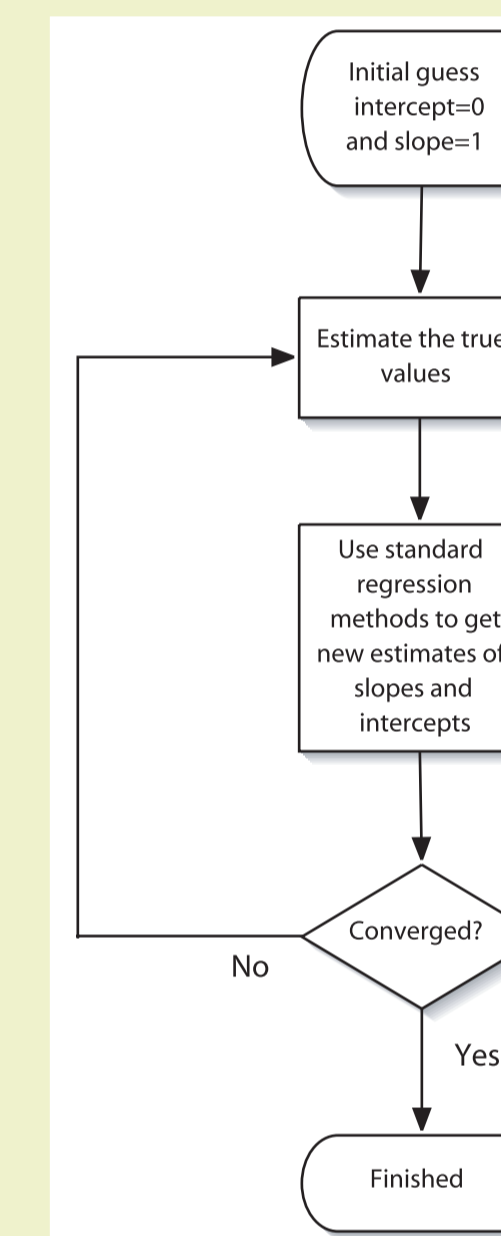 Initial guess
intercept=0
and slope=1
Estimate the true
values
Use standard
regression
methods to get
new estimates of
slopes and
intercepts
Converged?
No
Yes
Finished